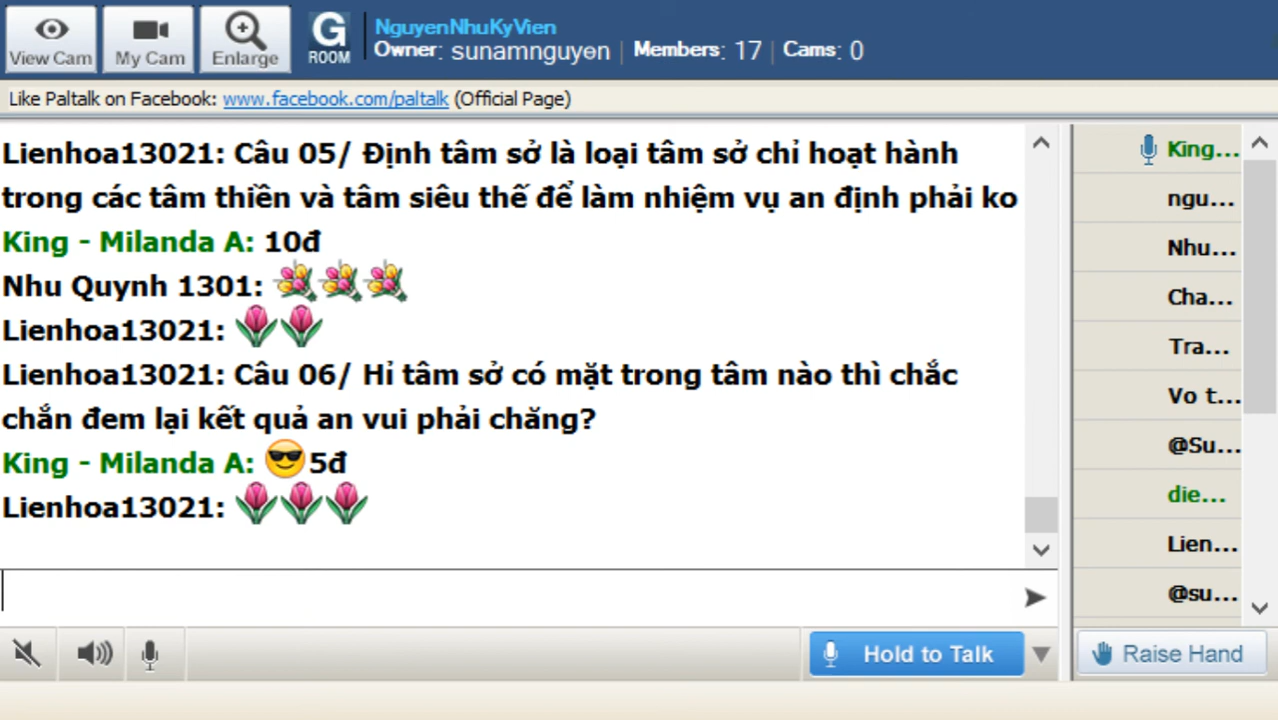 View Cam
My Cam
Enlarge
G
ROOM
NguyenNhuKyVien
Owner: sunamnguyen | Members: 17 | Cams: 0
Like Paltalk on Facebook: www.facebook.com/paltalk (Official Page)
Lienhoa13021: Câu 05/ Định tâm sở là loại tâm sở chỉ hoạt hành
trong các tâm thiền và tâm siêu thế để làm nhiệm vụ an định phải ko
King - Milanda A: 10đ
Nhu Quynh 1301:
Lienhoa13021:
Lienhoa13021: Câu 06/ Hỉ tâm sở có mặt trong tâm nào thì chắc
chắn đem lại kết quả an vui phải chăng?
King - Milanda A: 5đ
Lienhoa13021:
King...
ngu...
Nhu...
Cha...
Tra...
Vo t...
@Su...
die...
Lien...
@su...
Hold to Talk
Raise Hand